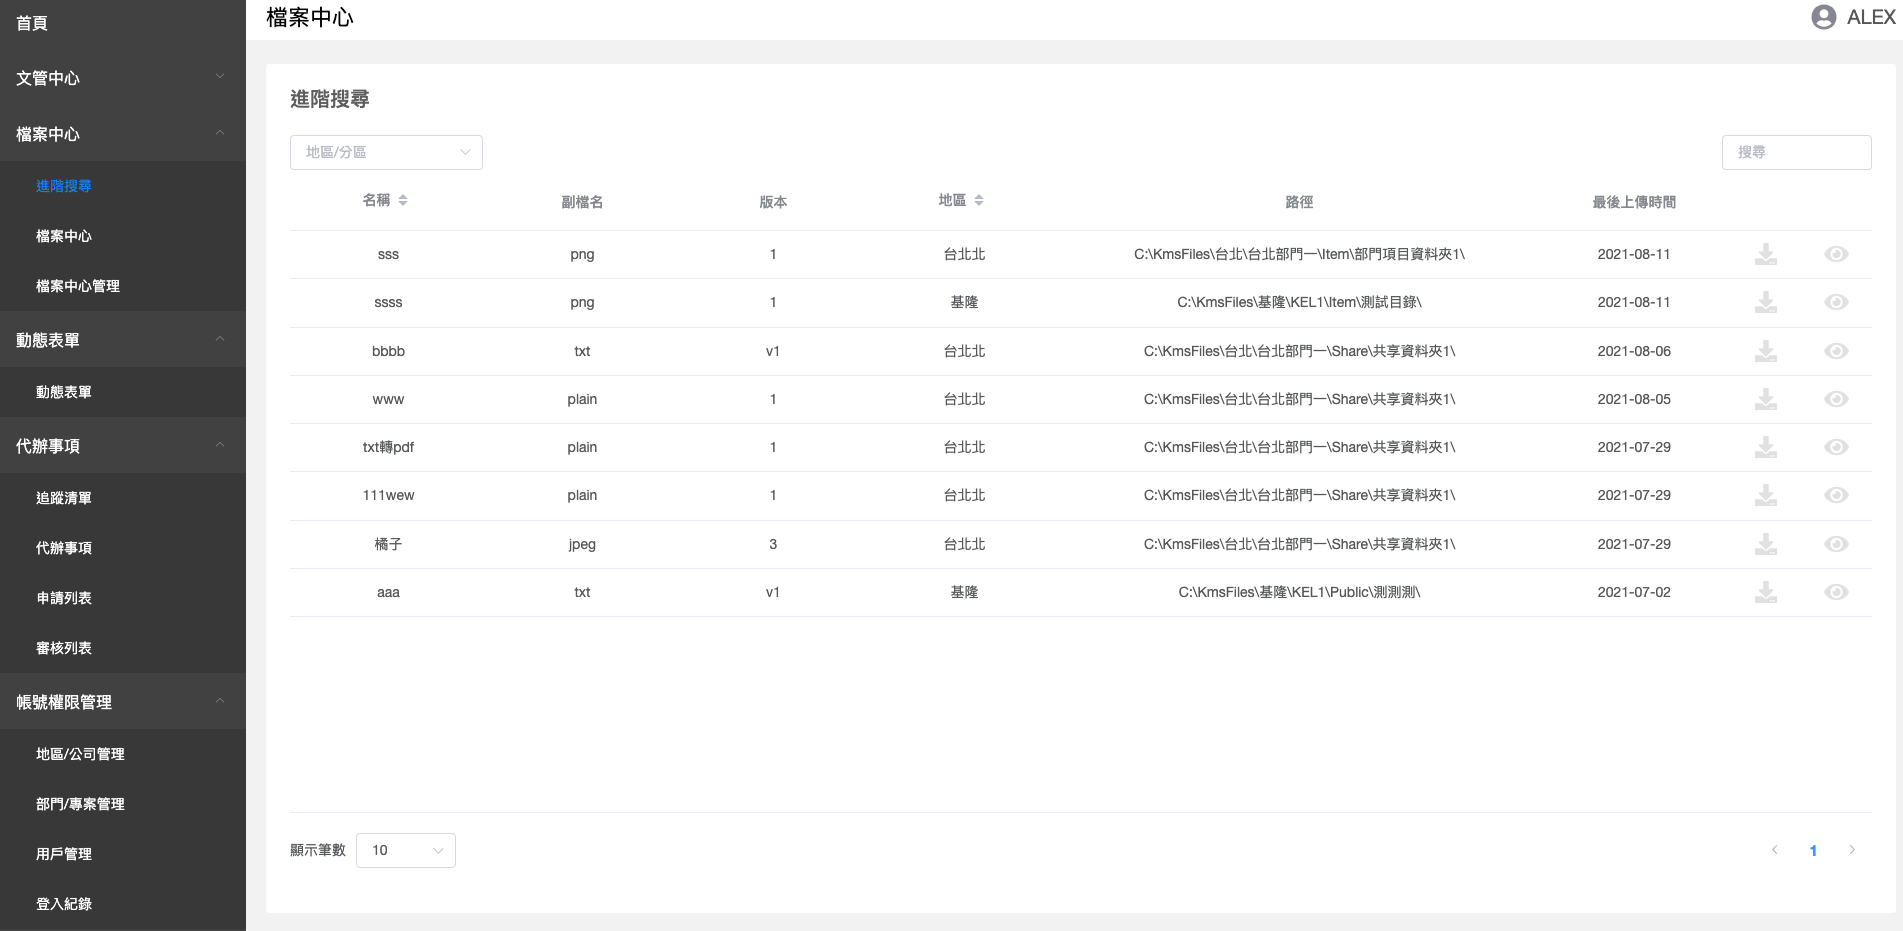 首頁
文管中心
檔案中心
進階搜尋
檔案中心
檔案中心管理
動態表單
動態表單
代辦事項
追蹤清單
代辦事項
申請列表
審核列表
帳號權限管理
地區/公司管理
部門/專案管理
用戶管理
登入紀錄
檔案中心
ALEX
進階搜尋
地區/分區
搜尋
名稱 副檔名 版本 地區 路徑 最後上傳時間
sss png 1 台北北 C:\KmsFiles\台北\台北部門一\Item\部門項目資料夾1\ 2021-08-11
ssss png 1 基隆 C:\KmsFiles\基隆\KEL1\Item\測試目錄\ 2021-08-11
bbbb txt v1 台北北 C:\KmsFiles\台北\台北部門一\Share\共享資料夾1\ 2021-08-06
www plain 1 台北北 C:\KmsFiles\台北\台北部門一\Share\共享資料夾1\ 2021-08-05
txt轉pdf plain 1 台北北 C:\KmsFiles\台北\台北部門一\Share\共享資料夾1\ 2021-07-29
111wew plain 1 台北北 C:\KmsFiles\台北\台北部門一\Share\共享資料夾1\ 2021-07-29
橘子 jpeg 3 台北北 C:\KmsFiles\台北\台北部門一\Share\共享資料夾1\ 2021-07-29
aaa txt v1 基隆 C:\KmsFiles\基隆\KEL1\Public\測測測\ 2021-07-02
顯示筆數 10
1